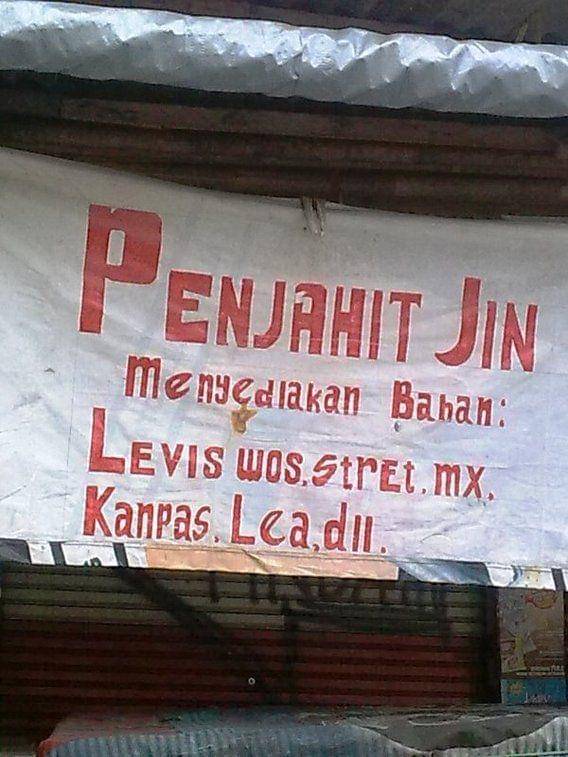 PENJAHIT JIN
Menyediakan Bahan:
LEVIS WOS, StrEt, MX,
Kanpas, Lea, dll.